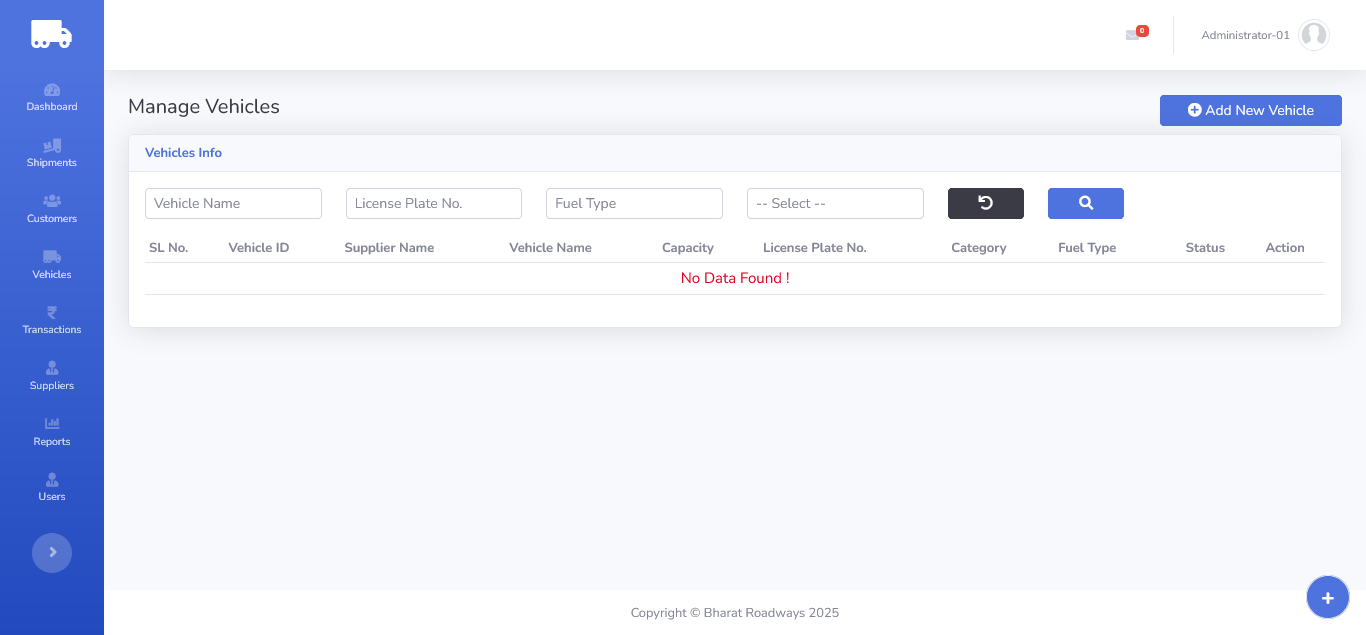 0
Administrator-01
Dashboard
Shipments
Customers
Vehicles
Transactions
Suppliers
Reports
Users
Manage Vehicles
Add New Vehicle
Vehicles Info
Vehicle Name
License Plate No.
Fuel Type
-- Select --
SL No. Vehicle ID Supplier Name Vehicle Name Capacity License Plate No. Category Fuel Type Status Action
No Data Found !
Copyright © Bharat Roadways 2025